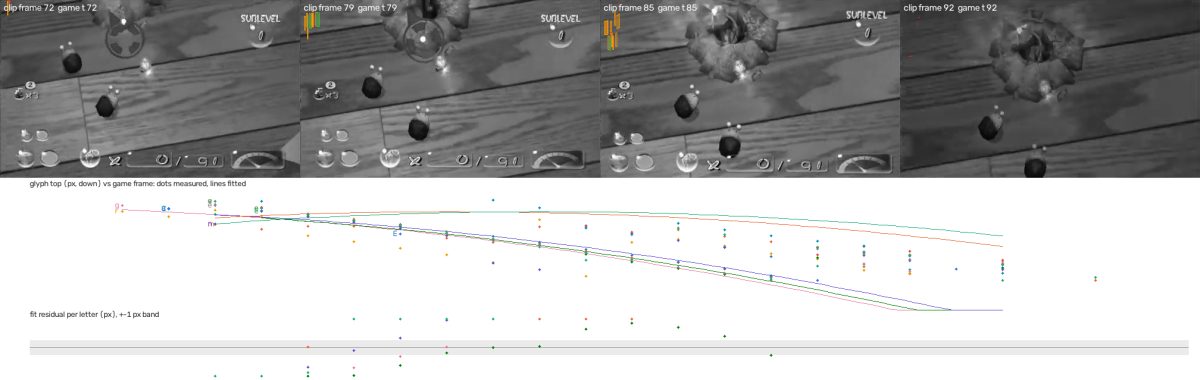 clip frame 72 game t 72
clip frame 79 game t 79
clip frame 85 game t 85
clip frame 92 game t 92
SUNLEVEL
SUNLEVEL
SUNLEVEL
glyph top (px, down) vs game frame: dots measured, lines fitted
fit residual per letter (px), +-1 px band